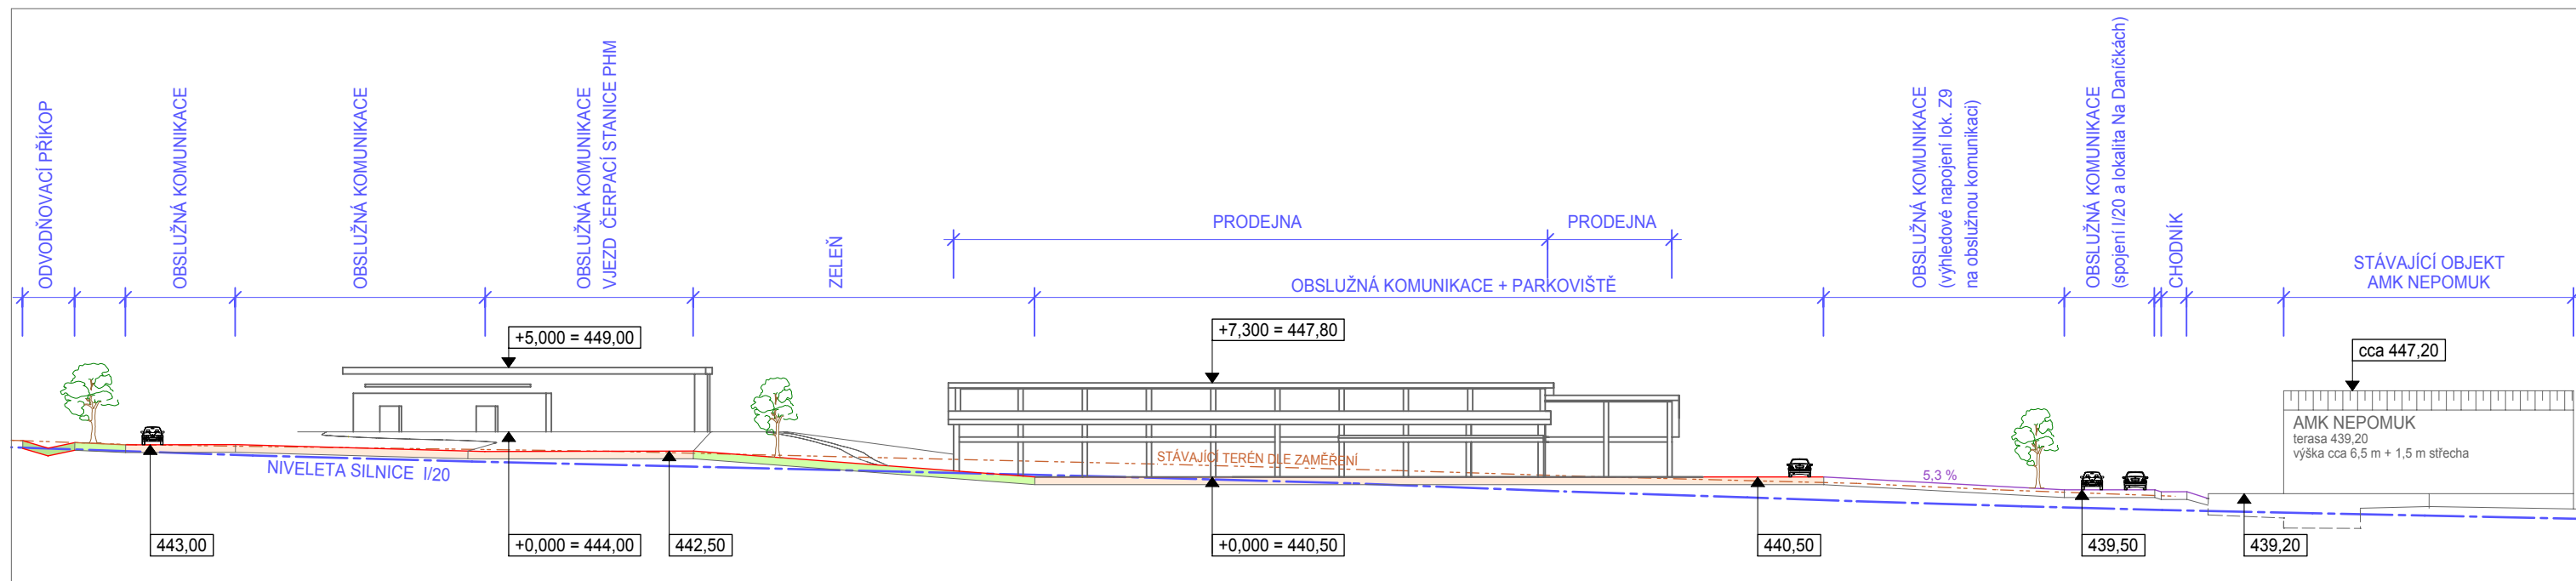 ODVODŇOVACÍ PŘÍKOP
OBSLUŽNÁ KOMUNIKACE
OBSLUŽNÁ KOMUNIKACE
OBSLUŽNÁ KOMUNIKACE
VJEZD ČERPACÍ STANICE PHM
ZELEŇ
PRODEJNA
PRODEJNA
OBSLUŽNÁ KOMUNIKACE + PARKOVIŠTĚ
OBSLUŽNÁ KOMUNIKACE
(výhledové napojení lok. Z9
na obslužnou komunikaci)
OBSLUŽNÁ KOMUNIKACE
(spojení I/20 a lokalita Na Daníčkách)
CHODNÍK
STÁVAJÍCÍ OBJEKT
AMK NEPOMUK
+5,000 = 449,00
+7,300 = 447,80
cca 447,20
AMK NEPOMUK
terasa 439,20
výška cca 6,5 m + 1,5 m střecha
STÁVAJÍCÍ TERÉN DLE ZAMĚŘENÍ
NIVELETA SILNICE I/20
5,3 %
443,00
+0,000 = 444,00
442,50
+0,000 = 440,50
440,50
439,50
439,20